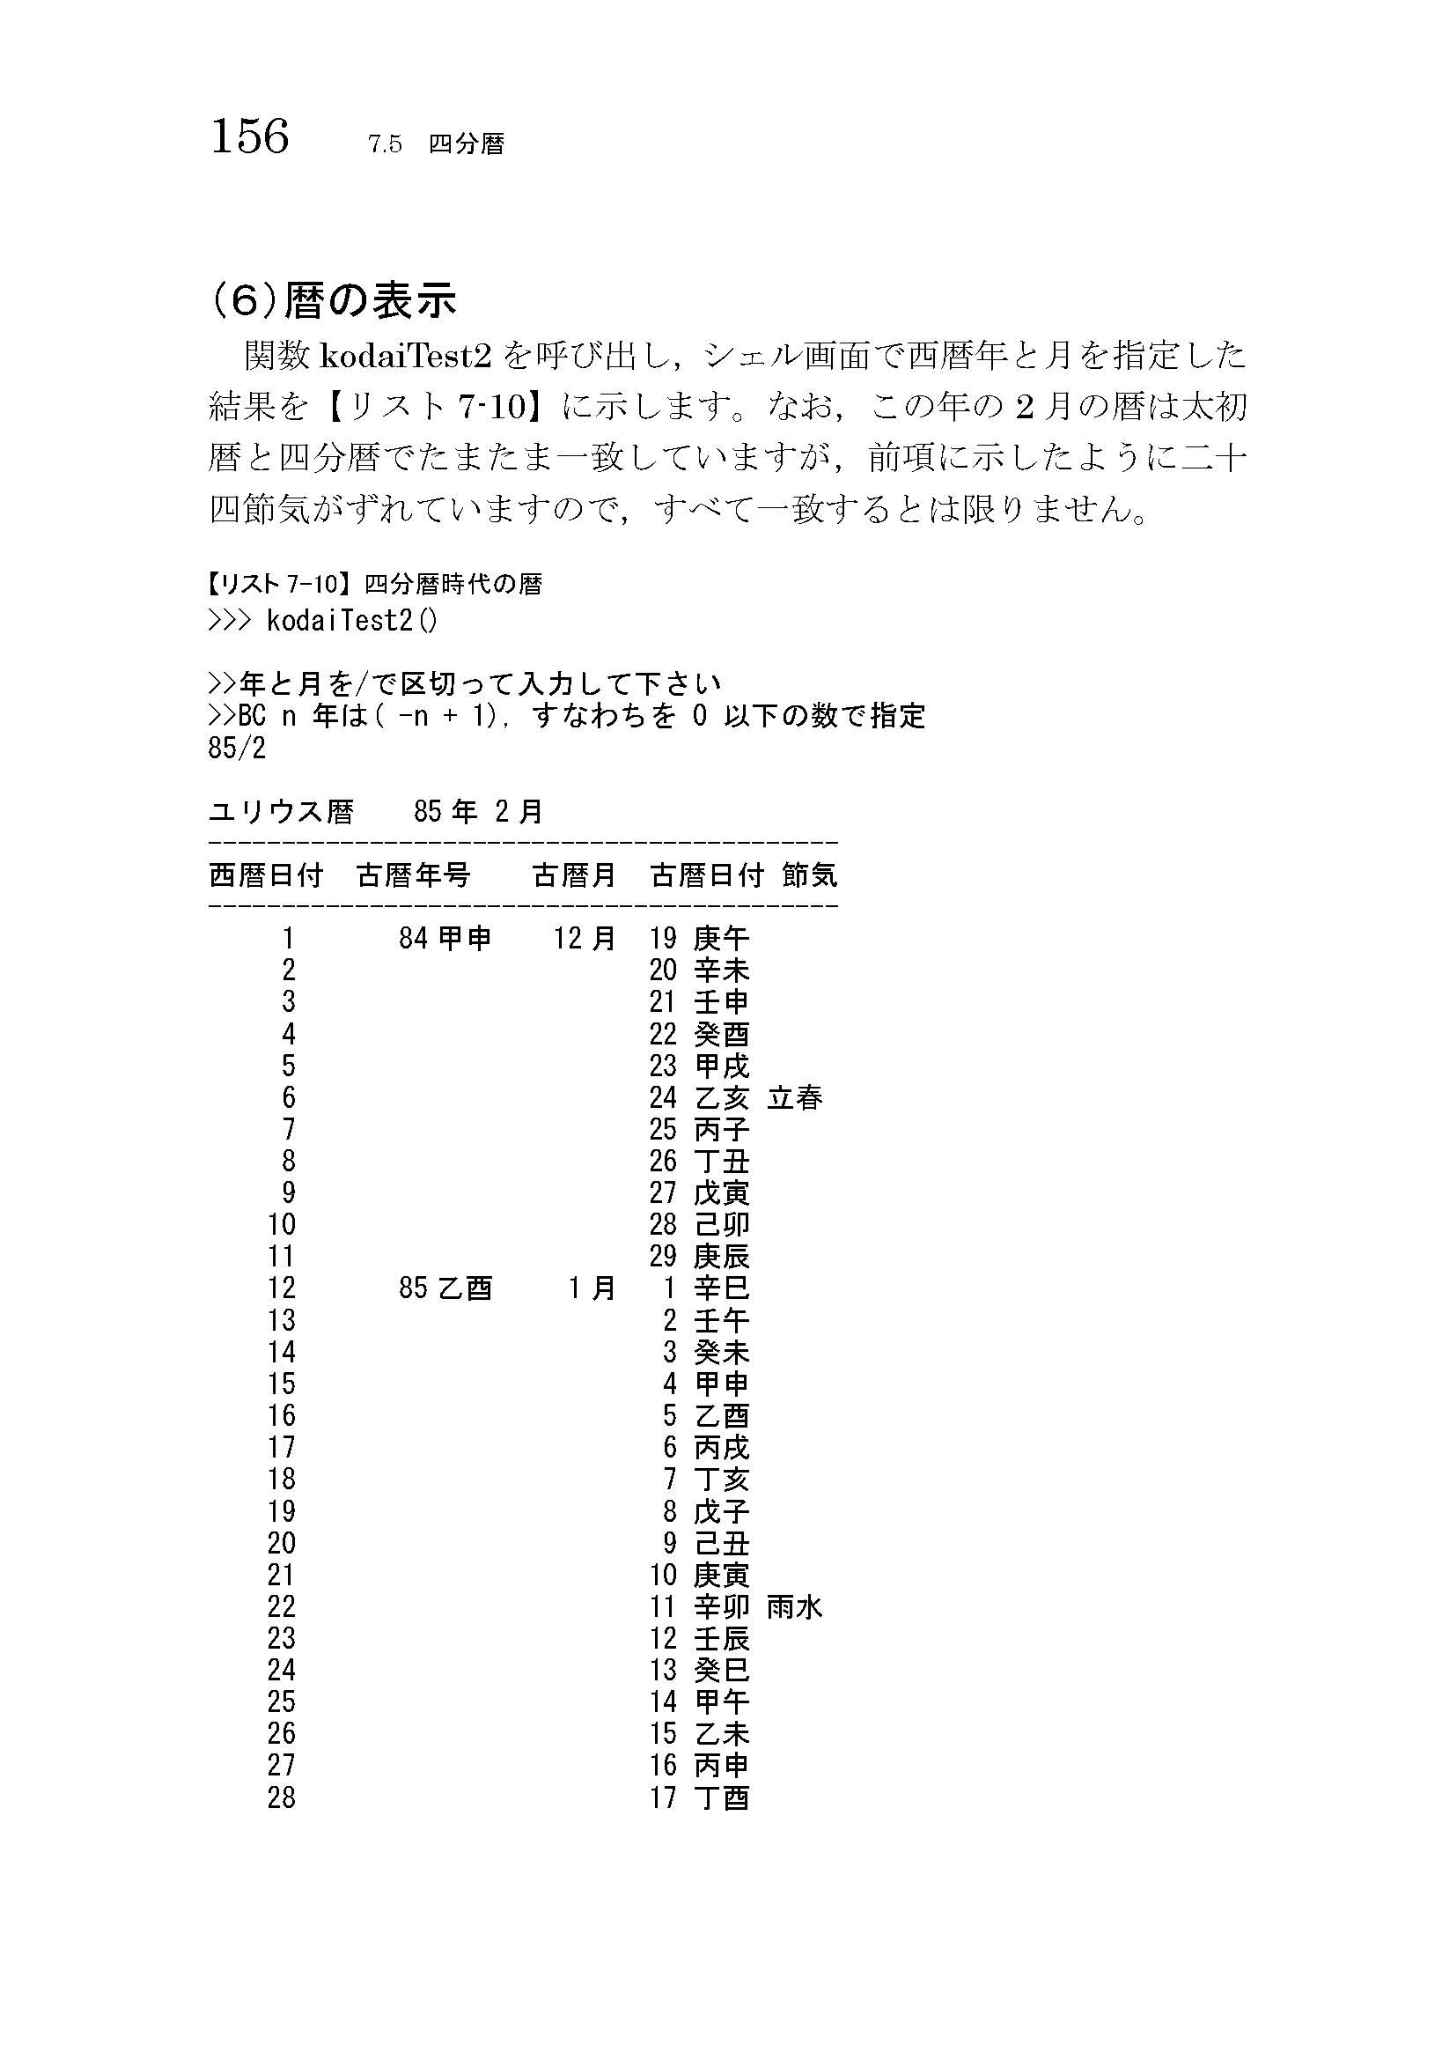 156 7.5 四分暦
(6)暦の表示
関数 kodaiTest2 を呼び出し，シェル画面で西暦年と月を指定した
結果を【リスト 7-10】に示します。なお，この年の 2 月の暦は太初
暦と四分暦でたまたま一致していますが，前項に示したように二十
四節気がずれていますので，すべて一致するとは限りません。
【リスト 7-10】 四分暦時代の暦
>>> kodaiTest2()
>>年と月を/で区切って入力して下さい
>>BC n 年は( -n + 1), すなわちを 0 以下の数で指定
85/2
ユリウス暦 85 年 2 月
-------------------------------------------
西暦日付 古暦年号 古暦月 古暦日付 節気
-------------------------------------------
1 84 甲申 12 月 19 庚午
2 20 辛未
3 21 壬申
4 22 癸酉
5 23 甲戌
6 24 乙亥 立春
7 25 丙子
8 26 丁丑
9 27 戊寅
10 28 己卯
11 29 庚辰
12 85 乙酉 1 月 1 辛巳
13 2 壬午
14 3 癸未
15 4 甲申
16 5 乙酉
17 6 丙戌
18 7 丁亥
19 8 戊子
20 9 己丑
21 10 庚寅
22 11 辛卯 雨水
23 12 壬辰
24 13 癸巳
25 14 甲午
26 15 乙未
27 16 丙申
28 17 丁酉